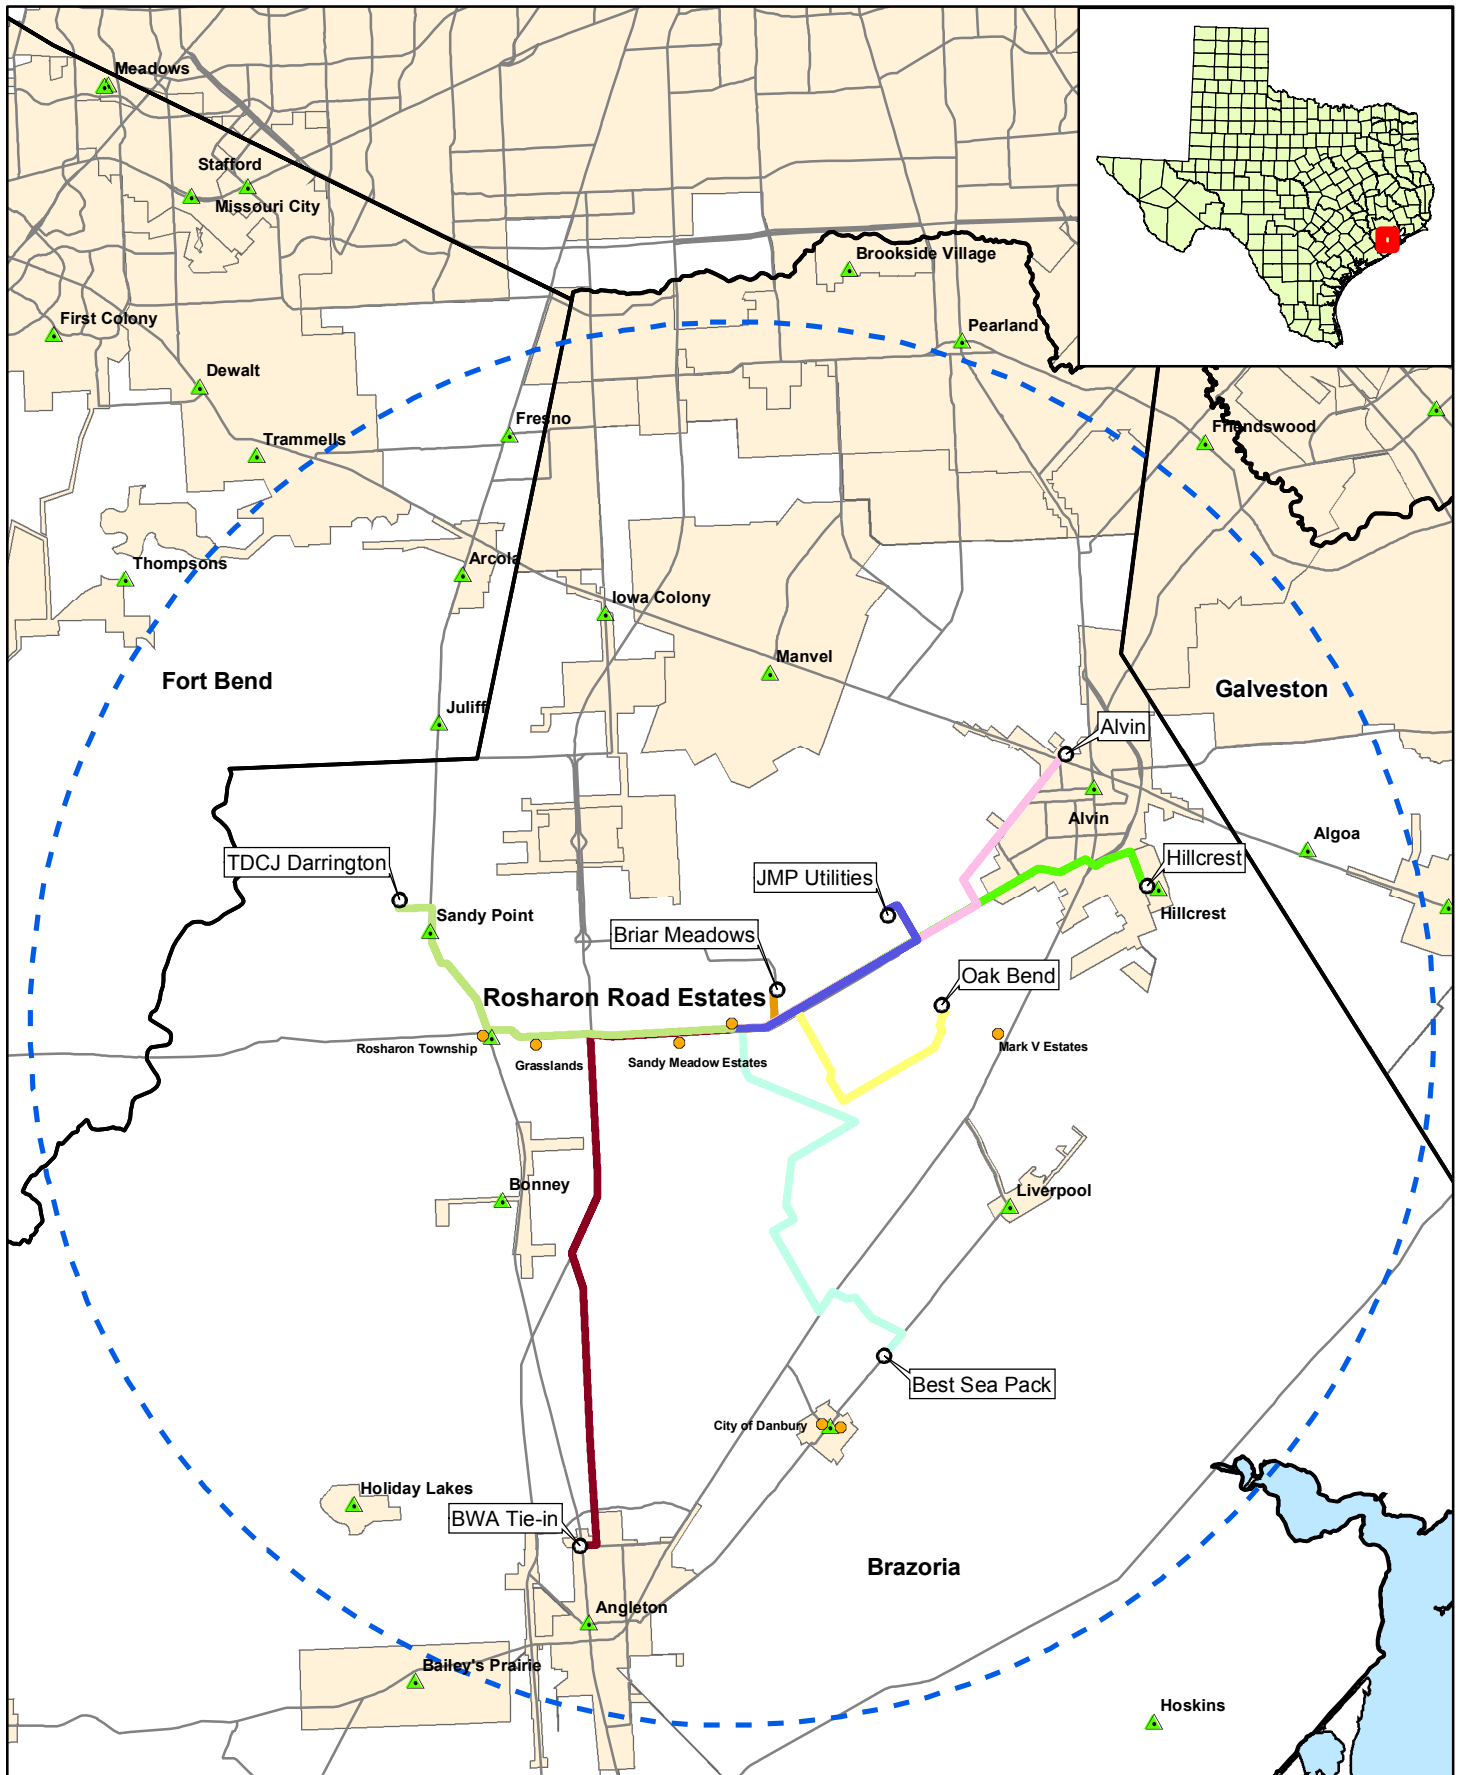 Meadows
Stafford
Missouri City
Brookside Village
First Colony
Pearland
Dewalt
Fresno
Friendswood
Trammells
Arcola
Thompsons
Iowa Colony
Manvel
Fort Bend
Galveston
Juliff
Alvin
Alvin
Algoa
TDCJ Darrington
JMP Utilities
Hillcrest
Hillcrest
Sandy Point
Briar Meadows
Oak Bend
Rosharon Road Estates
Rosharon Township
Grasslands
Sandy Meadow Estates
Mark V Estates
Bonney
Liverpool
Best Sea Pack
City of Danbury
Holiday Lakes
BWA Tie-in
Brazoria
Angleton
Bailey's Prairie
Hoskins